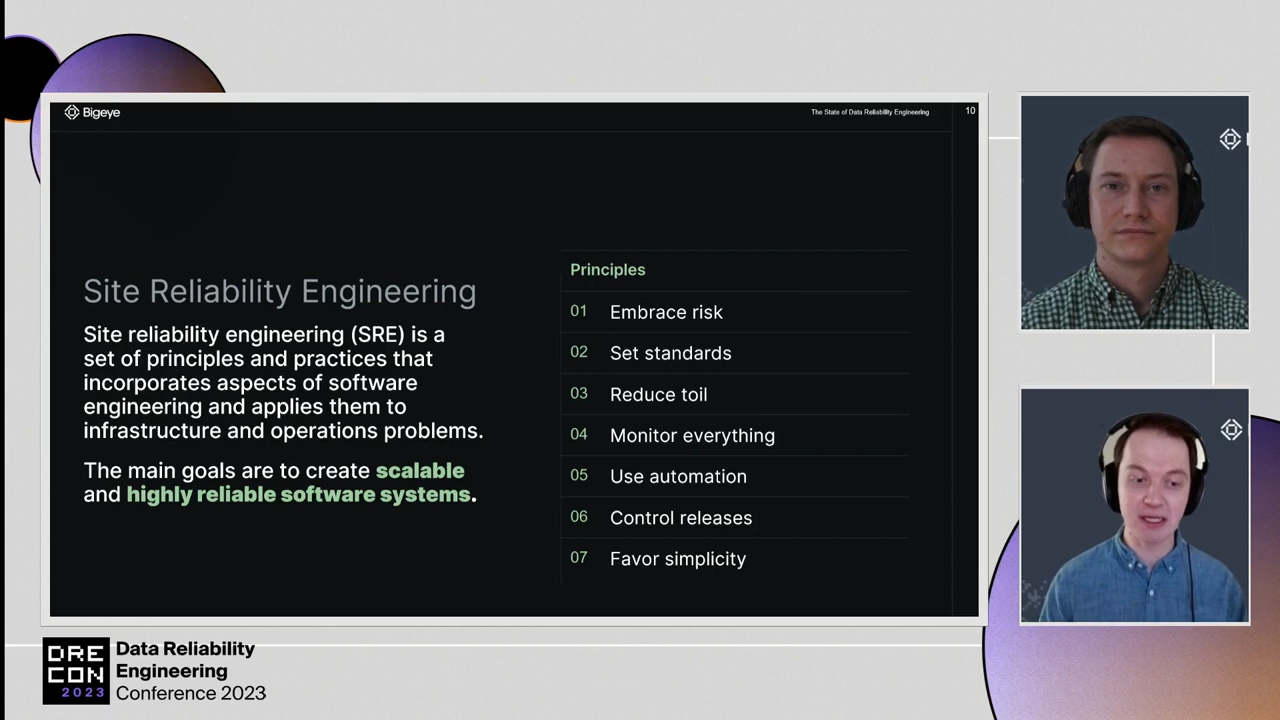 Bigeye
The State of Data Reliability Engineering
10
Site Reliability Engineering
Site reliability engineering (SRE) is a
set of principles and practices that
incorporates aspects of software
engineering and applies them to
infrastructure and operations problems.
The main goals are to create scalable
and highly reliable software systems.
Principles
01 Embrace risk
02 Set standards
03 Reduce toil
04 Monitor everything
05 Use automation
06 Control releases
07 Favor simplicity
DRE
CON
2023
Data Reliability
Engineering
Conference 2023